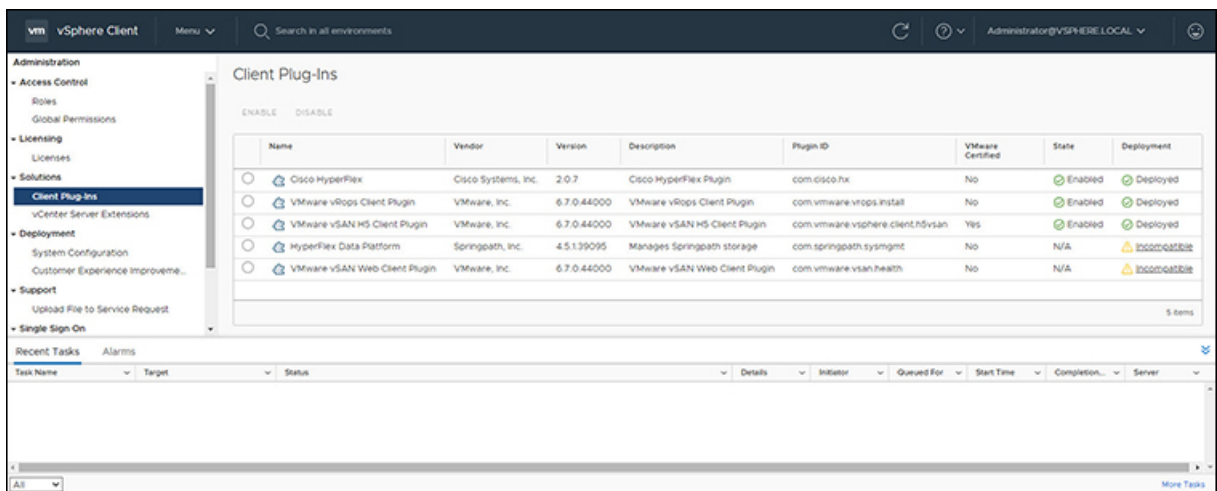 vm vSphere Client Menu Search in all environments Administrator@VSPHERE.LOCAL
Administration
Access Control
Roles
Global Permissions
Licensing
Licenses
Solutions
Client Plug-Ins
vCenter Server Extensions
Deployment
System Configuration
Customer Experience Improveme...
Support
Upload File to Service Request
Single Sign On
Client Plug-Ins
ENABLE DISABLE
Name Vendor Version Description Plugin ID VMware Certified State Deployment
Cisco HyperFlex Cisco Systems, Inc. 2.0.7 Cisco HyperFlex Plugin com.cisco.hx No Enabled Deployed
VMware vRops Client Plugin VMware, Inc. 6.7.0.44000 VMware vROps Client Plugin com.vmware.vrops.install No Enabled Deployed
VMware vSAN H5 Client Plugin VMware, Inc. 6.7.0.44000 VMware vSAN H5 Client Plugin com.vmware.vsphere.client.h5vsan Yes Enabled Deployed
HyperFlex Data Platform Springpath, Inc. 4.5.1.39095 Manages Springpath storage com.springpath.sysmgmt No N/A Incompatible
VMware vSAN Web Client Plugin VMware, Inc. 6.7.0.44000 VMware vSAN Web Client Plugin com.vmware.vsan.health No N/A Incompatible
5 items
Recent Tasks Alarms
Task Name Target Status Details Initiator Queued For Start Time Completion... Server
All More Tasks